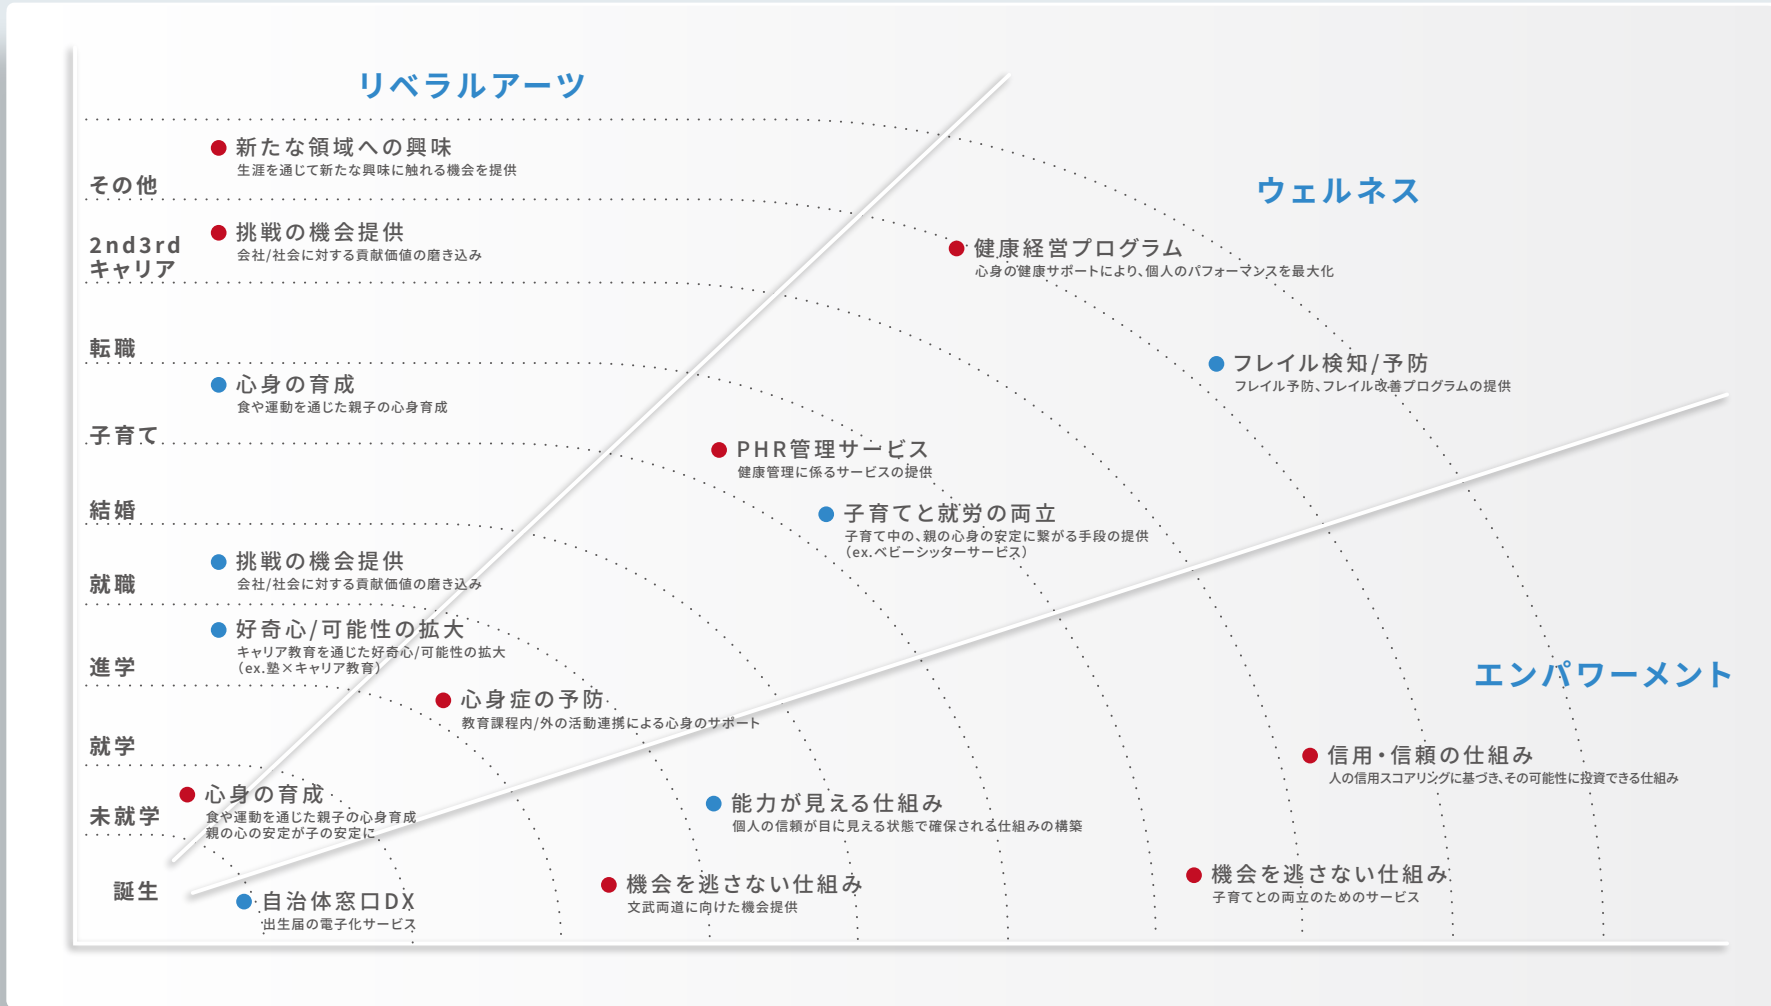 リベラルアーツ
新たな領域への興味
生涯を通じて新たな興味に触れる機会を提供
その他
ウェルネス
2nd3rd
キャリア
挑戦の機会提供
会社/社会に対する貢献価値の磨き込み
健康経営プログラム
心身の健康サポートにより、個人のパフォーマンスを最大化
転職
フレイル検知/予防
フレイル予防、フレイル改善プログラムの提供
心身の育成
食や運動を通じた親子の心身育成
子育て
PHR管理サービス
健康管理に係るサービスの提供
結婚
子育てと就労の両立
子育て中の、親の心身の安定に繋がる手段の提供
（ex.ベビーシッターサービス）
就職
挑戦の機会提供
会社/社会に対する貢献価値の磨き込み
好奇心/可能性の拡大
キャリア教育を通じた好奇心/可能性の拡大
（ex.塾×キャリア教育）
進学
エンパワーメント
心身症の予防
教育課程内/外の活動連携による心身のサポート
就学
信用・信頼の仕組み
人の信用スコアリングに基づき、その可能性に投資できる仕組み
心身の育成
食や運動を通じた親子の心身育成
親の心の安定が子の安定に
未就学
能力が見える仕組み
個人の信頼が目に見える状態で確保される仕組みの構築
誕生
自治体窓口DX
出生届の電子化サービス
機会を逃さない仕組み
文武両道に向けた機会提供
機会を逃さない仕組み
子育てとの両立のためのサービス